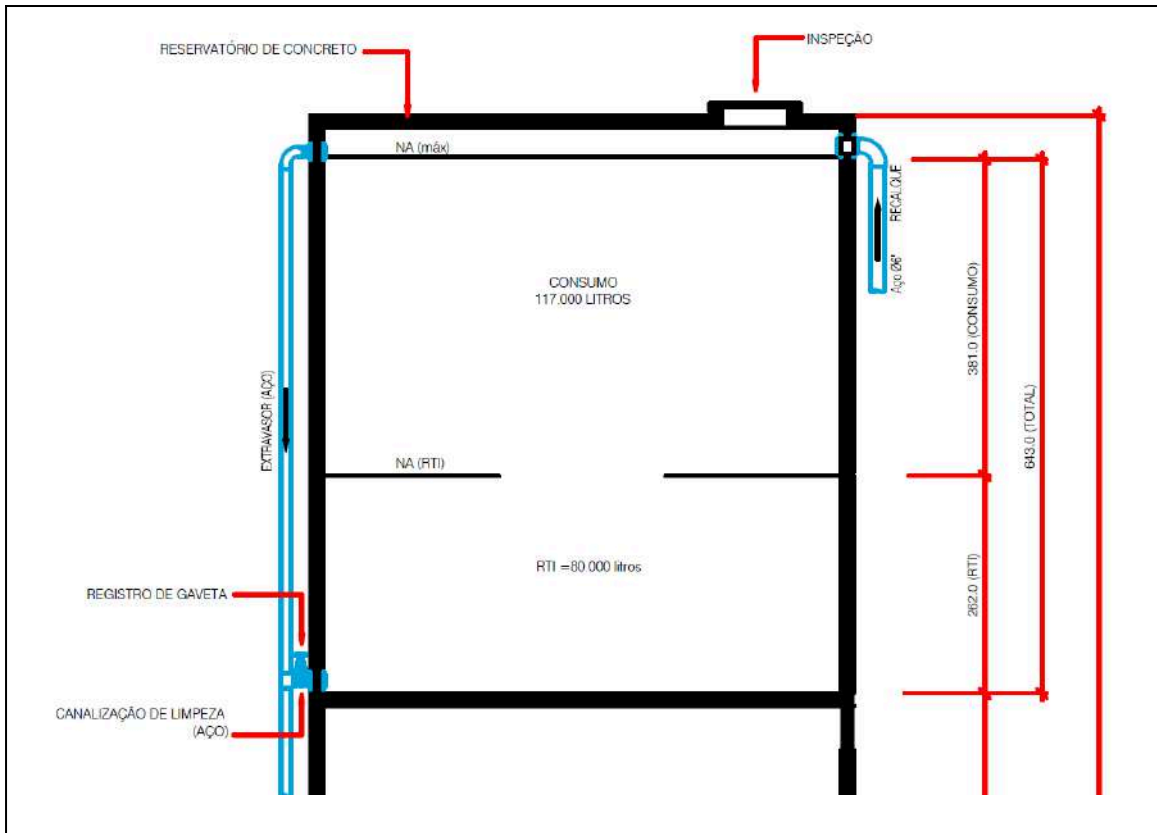 RESERVATÓRIO DE CONCRETO
INSPEÇÃO
NA (máx)
RECALQUE
Aço Ø6"
CONSUMO
117.000 LITROS
381.0 (CONSUMO)
643.0 (TOTAL)
EXTRAVASOR (AÇO)
NA (RTI)
RTI =80.000 litros
262.0 (RTI)
REGISTRO DE GAVETA
CANALIZAÇÃO DE LIMPEZA
(AÇO)